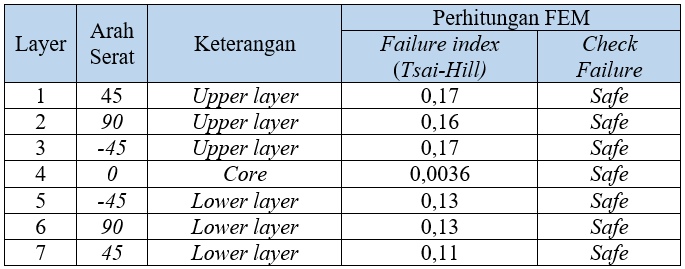 Layer Arah Serat Keterangan Perhitungan FEM
Failure index (Tsai-Hill) Check Failure
1 45 Upper layer 0,17 Safe
2 90 Upper layer 0,16 Safe
3 -45 Upper layer 0,17 Safe
4 0 Core 0,0036 Safe
5 -45 Lower layer 0,13 Safe
6 90 Lower layer 0,13 Safe
7 45 Lower layer 0,11 Safe